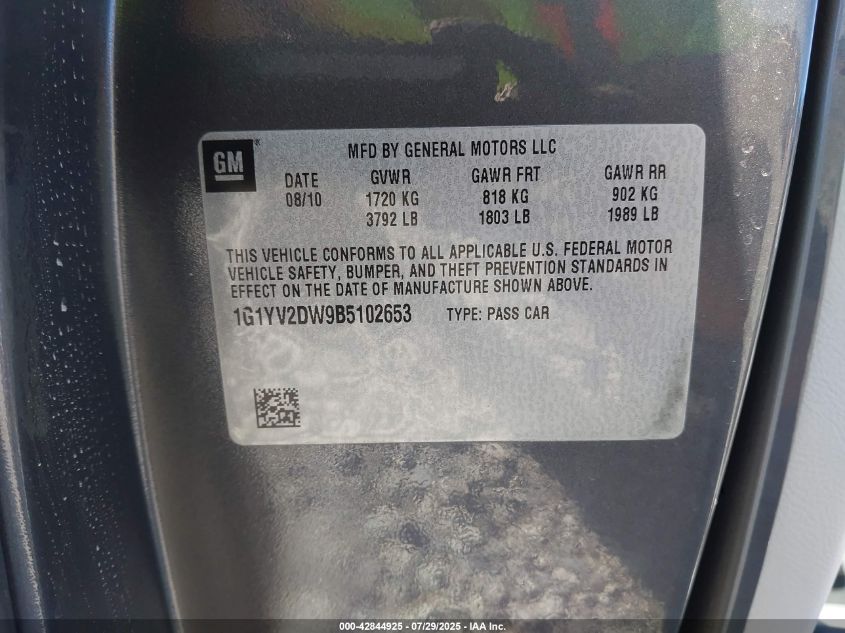 GM®
MFD BY GENERAL MOTORS LLC
DATE GVWR GAWR FRT GAWR RR
08/10 1720 KG 818 KG 902 KG
3792 LB 1803 LB 1989 LB
THIS VEHICLE CONFORMS TO ALL APPLICABLE U.S. FEDERAL MOTOR
VEHICLE SAFETY, BUMPER, AND THEFT PREVENTION STANDARDS IN
EFFECT ON THE DATE OF MANUFACTURE SHOWN ABOVE.
1G1YV2DW9B5102653 TYPE: PASS CAR
000-42844925 - 07/29/2025 - IAA Inc.